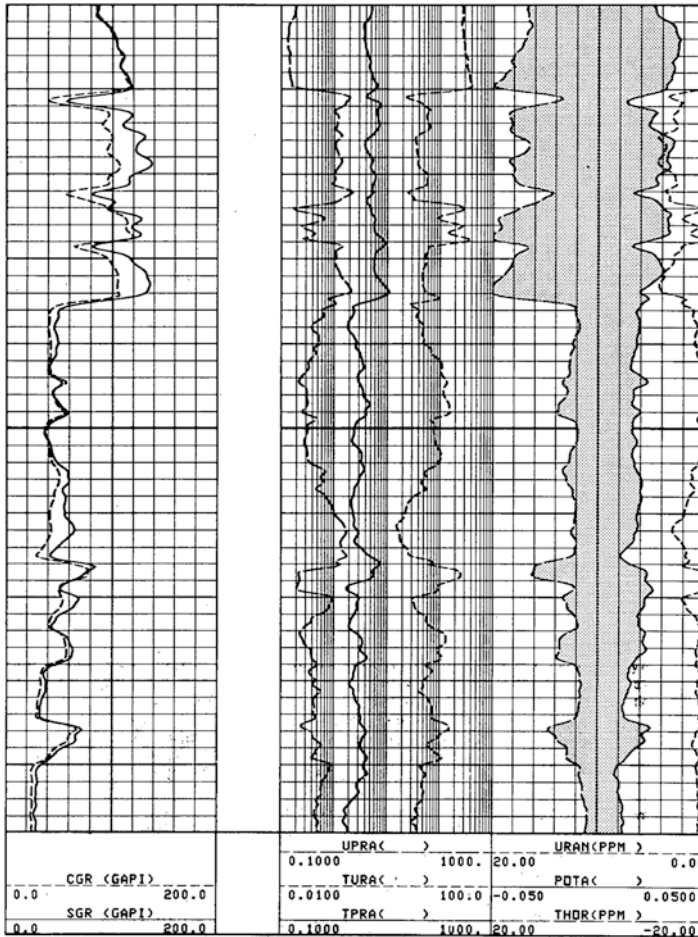 UPRA( )
0.1000 1000.
URAN(PPM )
20.00 0.0
CGR (GAPI)
0.0 200.0
TURA( )
0.0100 100.0
POTA( )
-0.050 0.0500
SGR (GAPI)
0.0 200.0
TPRA( )
0.1000 1000.
THOR(PPM )
20.00 -20.00